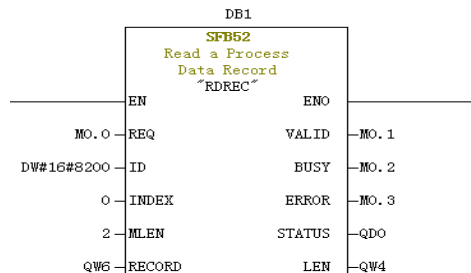 DB1
SFB52
Read a Process
Data Record
"RDREC"
EN ENO
M0.0 REQ VALID M0.1
DW#16#8200 ID BUSY M0.2
0 INDEX ERROR M0.3
2 MLEN STATUS QD0
QW6 RECORD LEN QW4